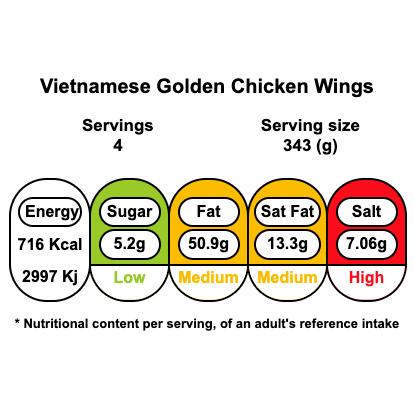 Vietnamese Golden Chicken Wings
Servings
4
Serving size
343 (g)
Energy Sugar Fat Sat Fat Salt
716 Kcal 5.2g 50.9g 13.3g 7.06g
2997 Kj Low Medium Medium High
* Nutritional content per serving, of an adult's reference intake